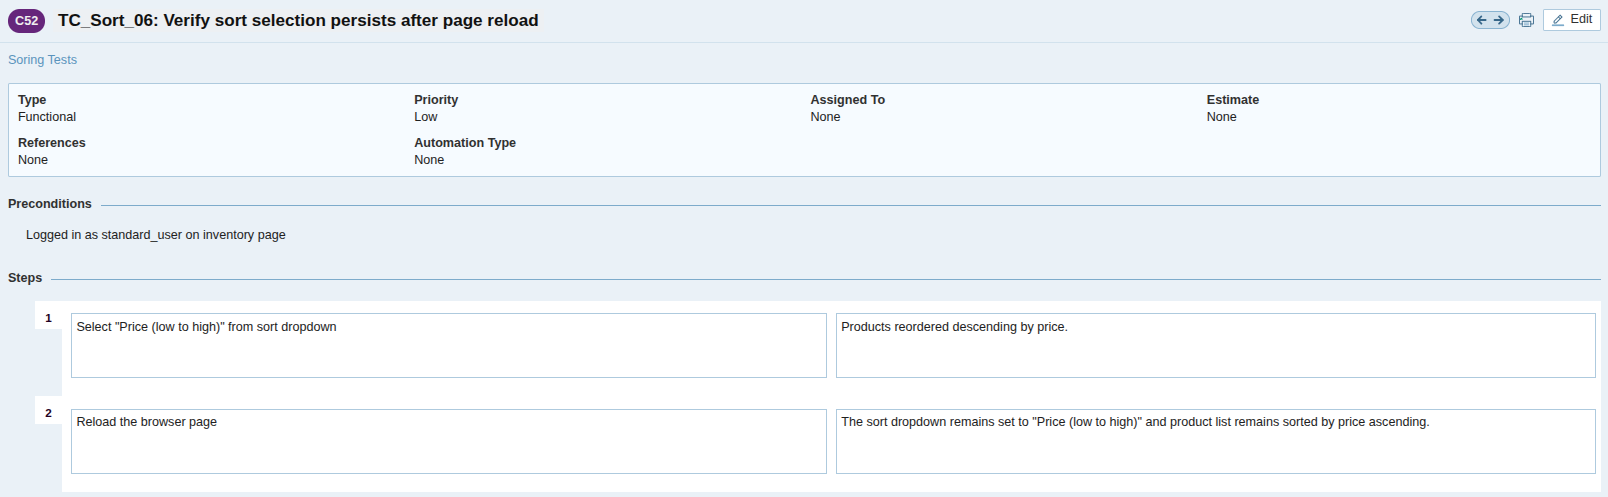 C52 TC_Sort_06: Verify sort selection persists after page reload Edit
Soring Tests
Type Priority Assigned To Estimate
Functional Low None None
References Automation Type
None None
Preconditions
Logged in as standard_user on inventory page
Steps
1
Select "Price (low to high)" from sort dropdown Products reordered descending by price.
2
Reload the browser page The sort dropdown remains set to "Price (low to high)" and product list remains sorted by price ascending.